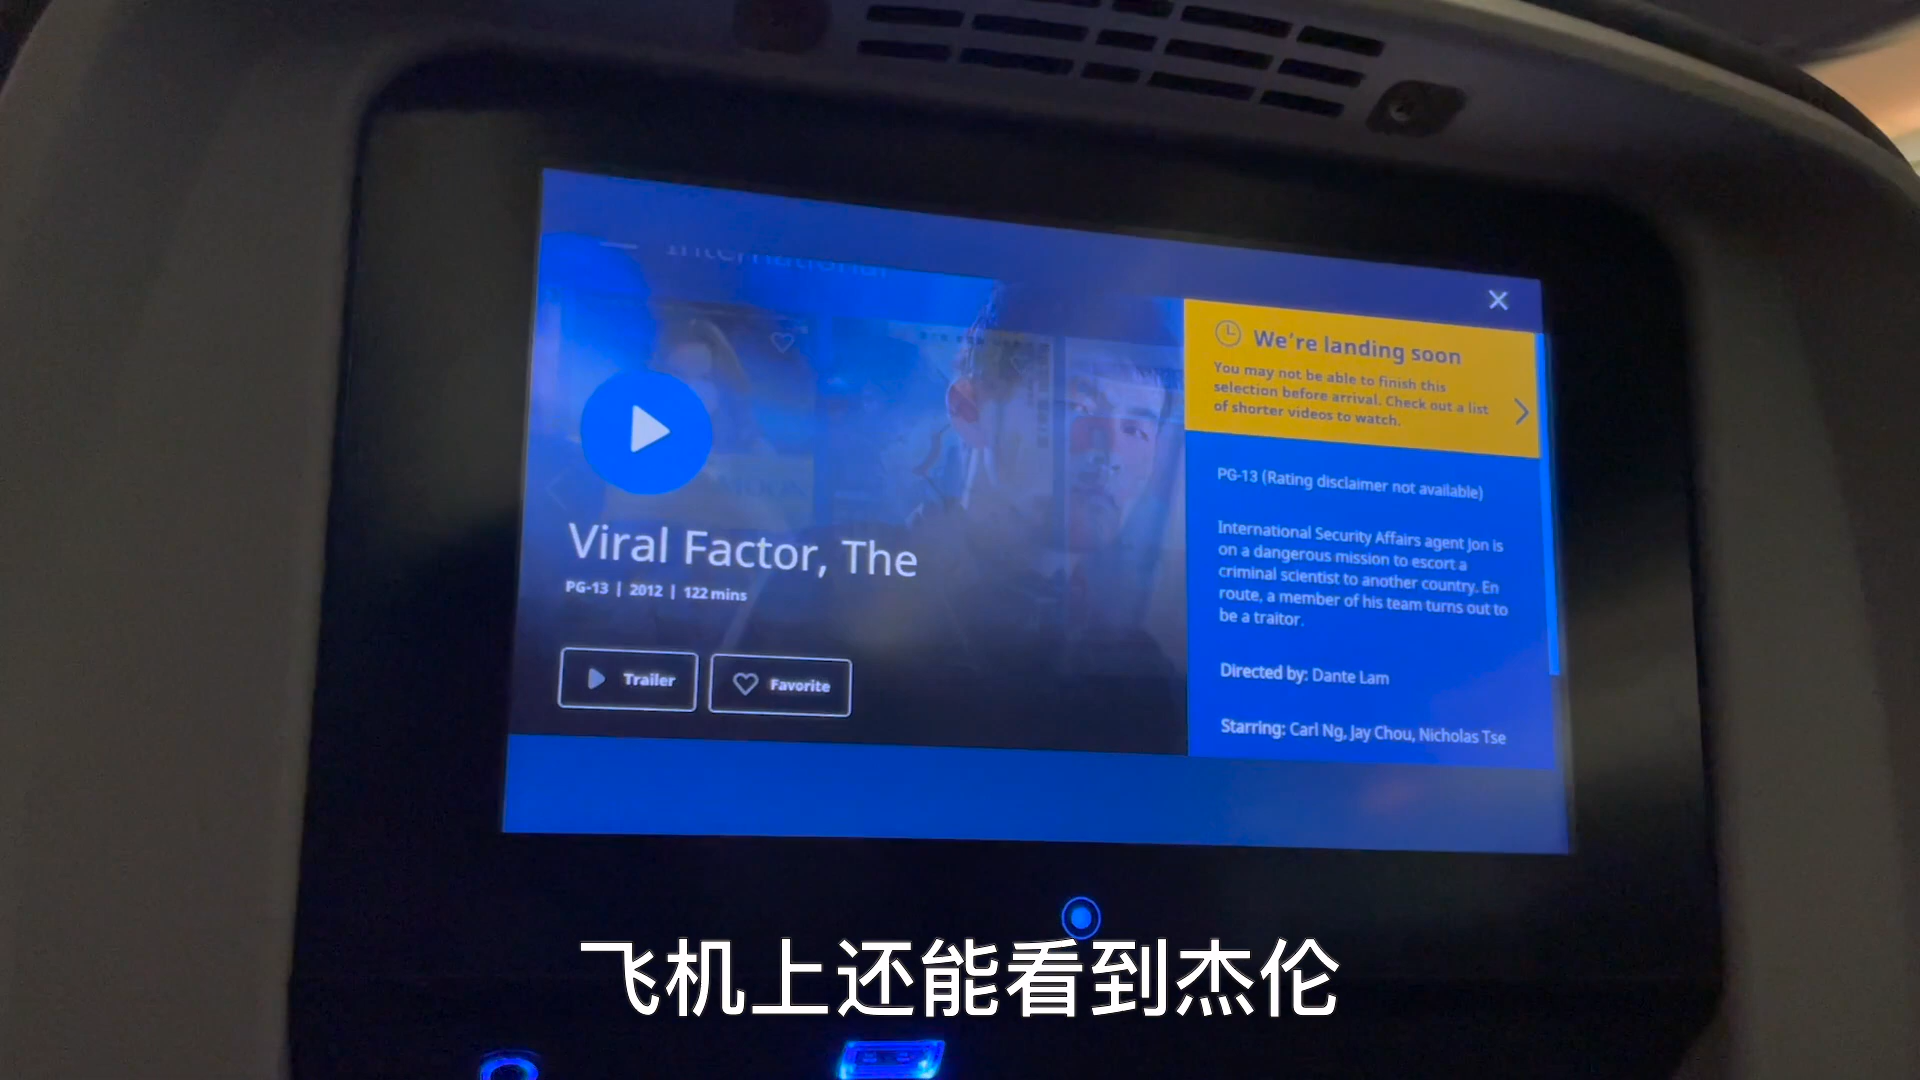 International
We're landing soon
You may not be able to finish this
selection before arrival. Check out a list
of shorter videos to watch.
Viral Factor, The
PG-13 | 2012 | 122 mins
Trailer
Favorite
PG-13 (Rating disclaimer not available)
International Security Affairs agent Jon is
on a dangerous mission to escort a
criminal scientist to another country. En
route, a member of his team turns out to
be a traitor.
Directed by: Dante Lam
Starring: Carl Ng, Jay Chou, Nicholas Tse
飞机上还能看到杰伦